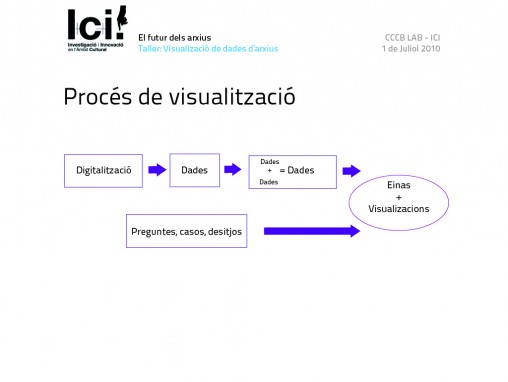 Ici!
Investigació i Innovació
en l'Àmbit Cultural
El futur dels arxius
Taller: Visualizació de dades d'arxius
CCCB LAB - ICI
1 de Juliol 2010
Procés de visualització
Digitalització
Dades
Dades
+ = Dades
Dades
Einas
+
Visualizacions
Preguntes, casos, desitjos